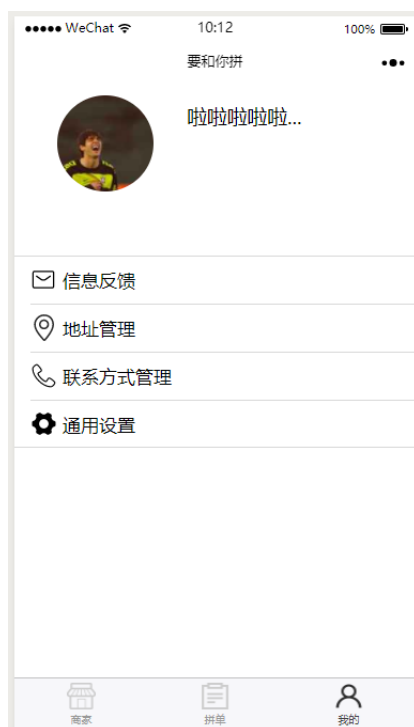 WeChat 10:12 100%
要和你拼
啦啦啦啦啦...
信息反馈
地址管理
联系方式管理
通用设置
商家 拼单 我的